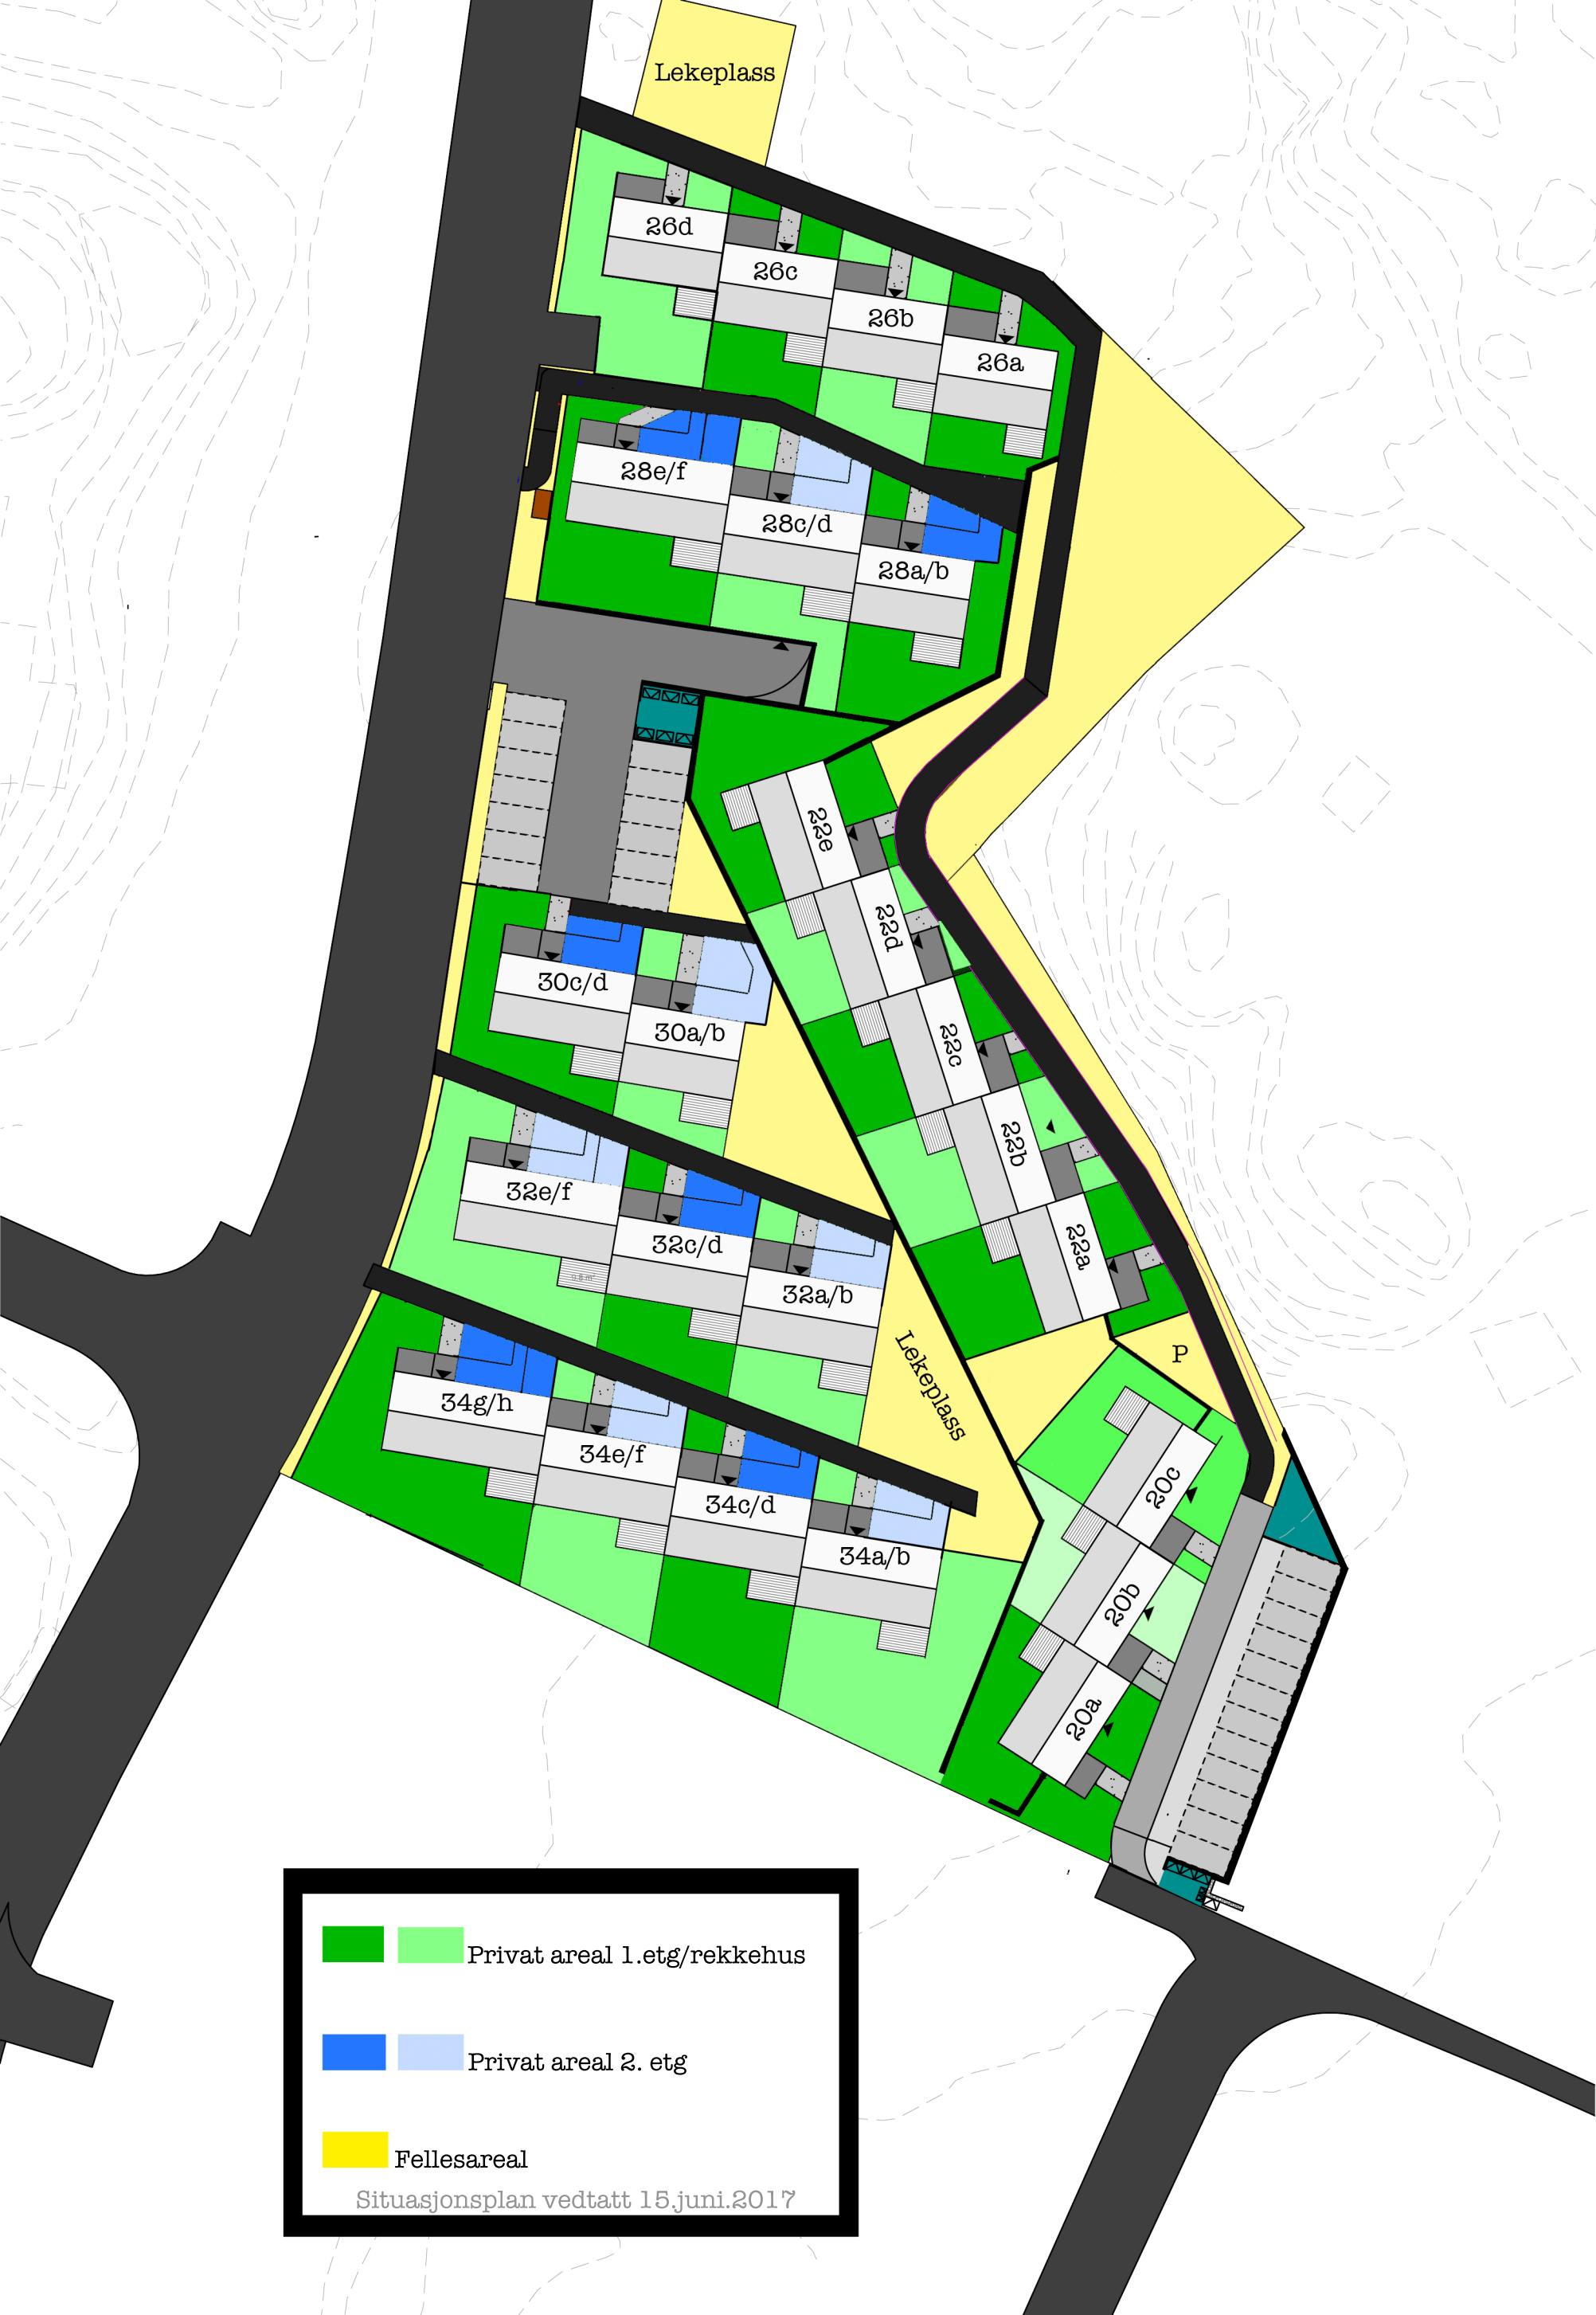 Lekeplass
26d
26c
26b
26a
28e/f
28c/d
28a/b
22e
22d
22c
22b
22a
30c/d
30a/b
32e/f
32c/d
32a/b
Lekeplass
P
34g/h
34e/f
34c/d
34a/b
20c
20b
20a
Privat areal 1.etg/rekkehus
Privat areal 2. etg
Fellesareal
Situasjonsplan vedtatt 15.juni.2017